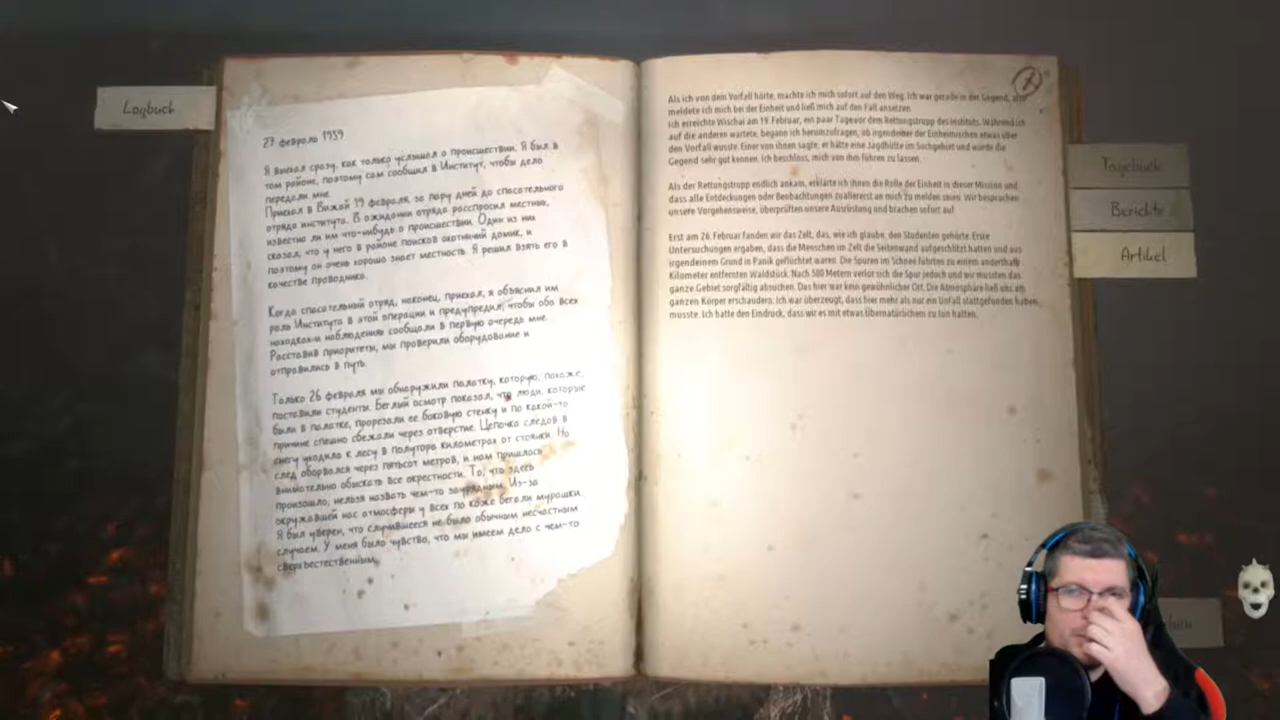 Logbuch
27 февраль 1959
Я выехал сразу, как только услышал о происшествии. Я был в
том районе, поэтому сам сообщил в Институт, чтобы дело
передали мне.
Приехал в Вижай 19 февраля, за пару дней до спасательного
отряда института. В ожидании отряда расспросил местных,
известно ли им что-нибудь о происшествии. Один из них
сказал, что у него в районе поисков охотничий домик, и
поэтому он очень хорошо знает местность. Я решил взять его в
качестве проводника.
Когда спасательный отряд, наконец, приехал, я объяснил им
роль Института в этой операции и предупредил, чтобы обо всех
находках и наблюдениях сообщали в первую очередь мне.
Расставив приоритеты, мы проверили оборудование и
отправились в путь.
Только 26 февраля мы обнаружили палатку, которую, похоже,
поставили студенты. Беглый осмотр показал, что люди, которые
были в палатке, прорезали ее боковую стенку и по какой-то
причине спешно сбежали через отверстие. Цепочка следов в
снегу уходила к лесу в полутора километрах от стоянки. Но
след оборвался через пятьсот метров, и нам пришлось
внимательно обыскать все окрестности. То, что здесь
произошло, нельзя назвать чем-то заурядным. Из-за
окружавшей нас атмосферы у всех по коже бегали мурашки.
Я был уверен, что случившееся не было обычным несчастным
случаем. У меня было чувство, что мы имеем дело с чем-то
сверхъестественным.
Als ich von dem Vorfall hörte, machte ich mich sofort auf den Weg. Ich war gerade in der Gegend, also
meldete ich mich bei der Einheit und ließ mich auf den Fall ansetzen.
Ich erreichte Wischai am 19. Februar, ein paar Tage vor dem Rettungstrupp des Instituts. Während ich
auf die anderen wartete, begann ich herumzufragen, ob irgendeiner der Einheimischen etwas über
den Vorfall wusste. Einer von ihnen sagte, er hätte eine Jagdhütte im Suchgebiet und würde die
Gegend sehr gut kennen. Ich beschloss, mich von ihm führen zu lassen.
Als der Rettungstrupp endlich ankam, erklärte ich ihnen die Rolle der Einheit in dieser Mission und
dass alle Entdeckungen oder Beobachtungen zuallererst an mich zu melden seien. Wir besprachen
unsere Vorgehensweise, überprüften unsere Ausrüstung und brachen sofort auf.
Erst am 26. Februar fanden wir das Zelt, das, wie ich glaube, den Studenten gehörte. Erste
Untersuchungen ergaben, dass die Menschen im Zelt die Seitenwand aufgeschlitzt hatten und aus
irgendeinem Grund in Panik geflüchtet waren. Die Spuren im Schnee führten zu einem anderthalb
Kilometer entfernten Waldstück. Nach 500 Metern verlor sich die Spur jedoch und wir mussten das
ganze Gebiet sorgfältig absuchen. Das hier war kein gewöhnlicher Ort. Die Atmosphäre ließ uns am
ganzen Körper erschaudern. Ich war überzeugt, dass hier mehr als nur ein Unfall stattgefunden haben
musste. Ich hatte den Eindruck, dass wir es mit etwas Übernatürlichem zu tun hatten.
Tagebuch
Berichte
Artikel